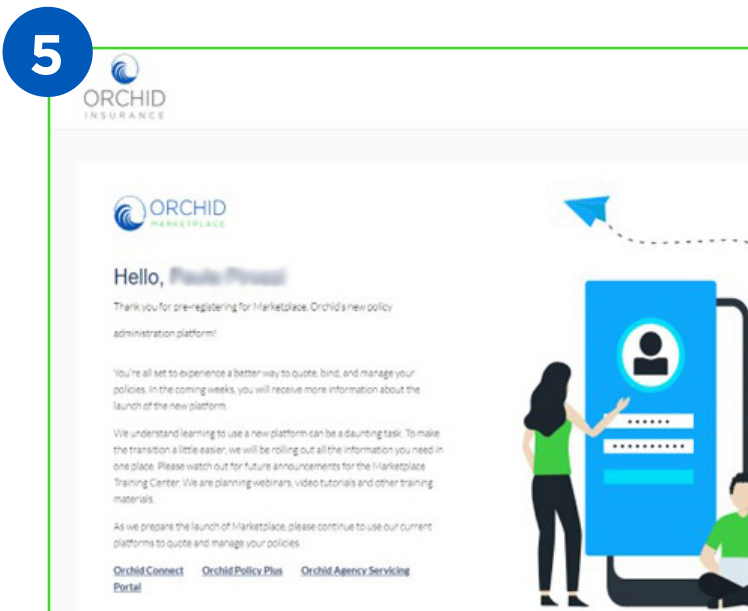 5
ORCHID
INSURANCE
ORCHID
MARKETPLACE
Hello,
Thank you for pre-registering for Marketplace, Orchid's new policy
administration platform!
You're all set to experience a better way to quote, bind, and manage your
policies. In the coming weeks, you will receive more information about the
launch of the new platform.
We understand learning to use a new platform can be a daunting task. To make
the transition a little easier, we will be rolling out all the information you need in
one place. Please watch out for future announcements for the Marketplace
Training Center. We are planning webinars, video tutorials and other training
materials.
As we prepare the launch of Marketplace, please continue to use our current
platforms to quote and manage your policies.
Orchid Connect Orchid Policy Plus Orchid Agency Servicing
Portal